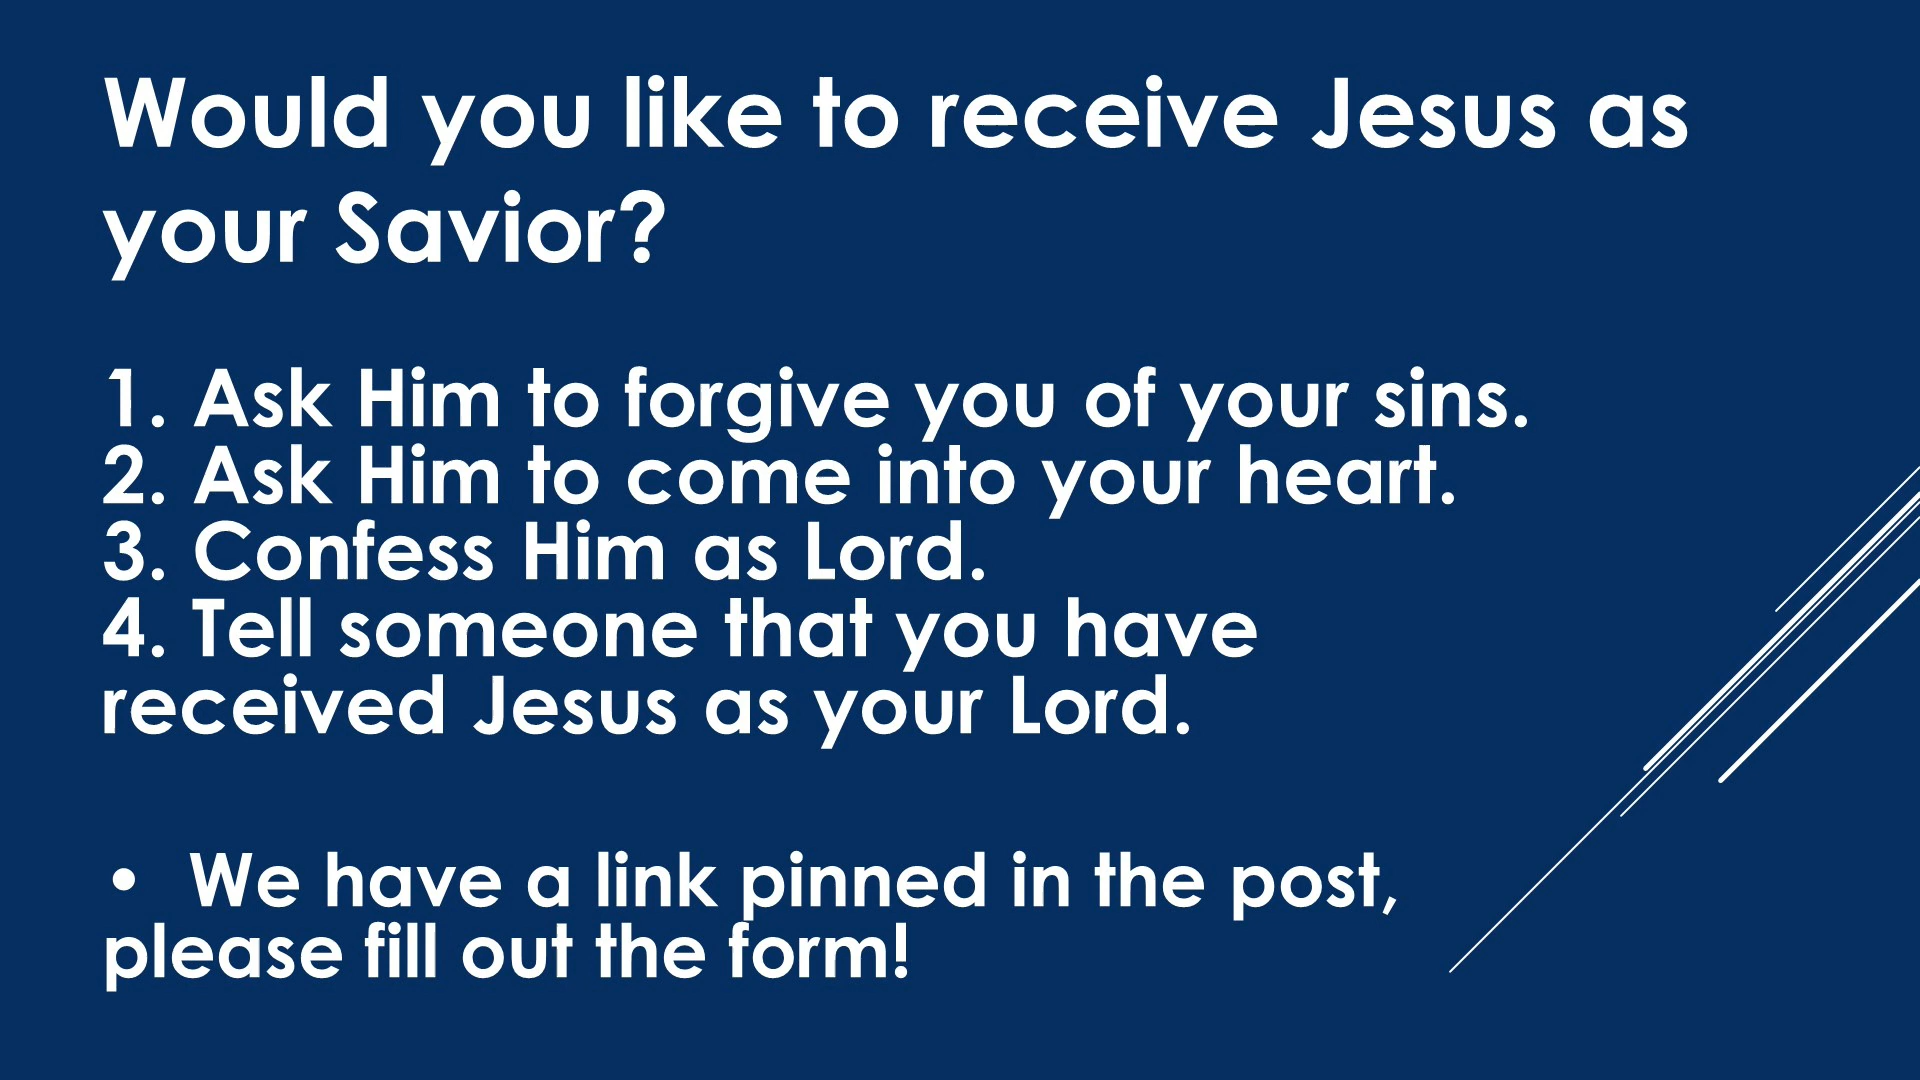 Would you like to receive Jesus as
your Savior?
1. Ask Him to forgive you of your sins.
2. Ask Him to come into your heart.
3. Confess Him as Lord.
4. Tell someone that you have
received Jesus as your Lord.
• We have a link pinned in the post,
please fill out the form!